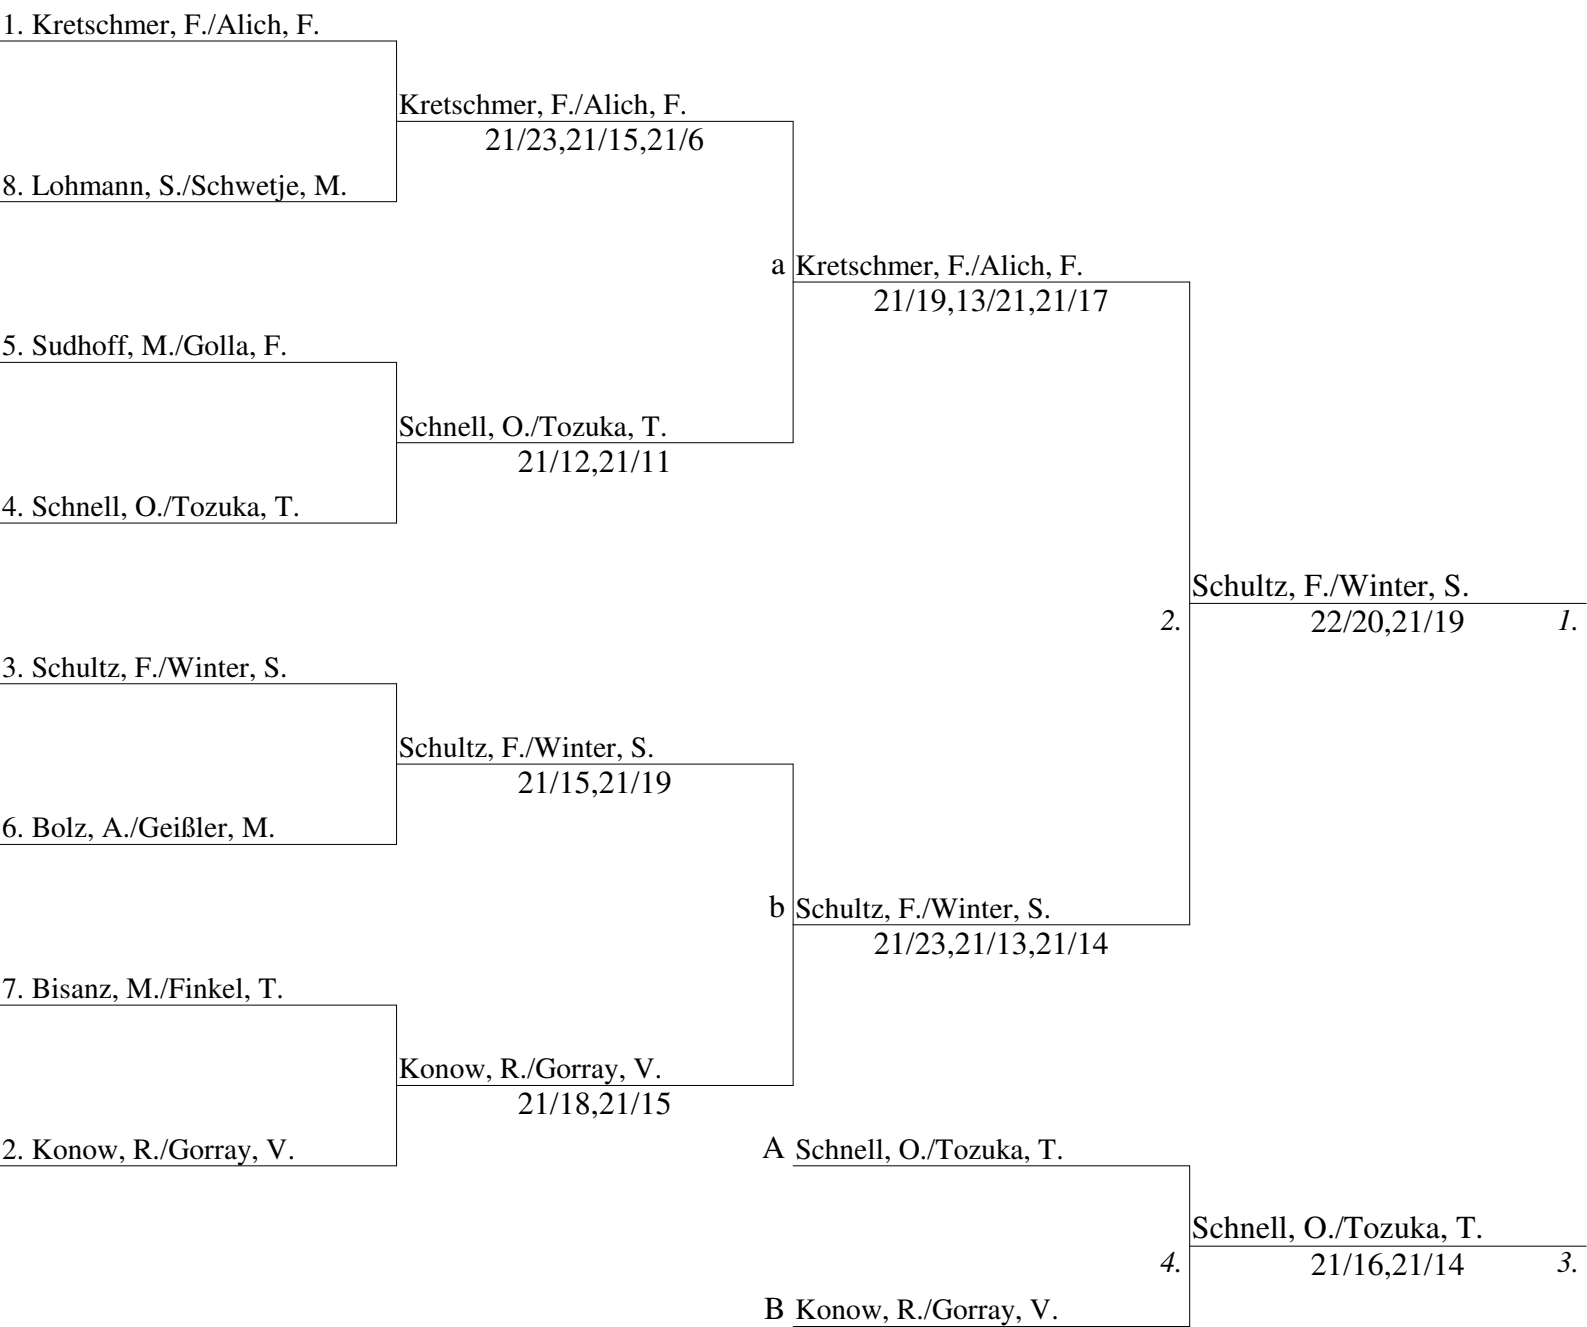 1. Kretschmer, F./Alich, F.
Kretschmer, F./Alich, F.
21/23,21/15,21/6
8. Lohmann, S./Schwetje, M.
a Kretschmer, F./Alich, F.
21/19,13/21,21/17
5. Sudhoff, M./Golla, F.
Schnell, O./Tozuka, T.
21/12,21/11
4. Schnell, O./Tozuka, T.
Schultz, F./Winter, S.
2. 22/20,21/19 1.
3. Schultz, F./Winter, S.
Schultz, F./Winter, S.
21/15,21/19
6. Bolz, A./Geißler, M.
b Schultz, F./Winter, S.
21/23,21/13,21/14
7. Bisanz, M./Finkel, T.
Konow, R./Gorray, V.
21/18,21/15
2. Konow, R./Gorray, V.
A Schnell, O./Tozuka, T.
Schnell, O./Tozuka, T.
4. 21/16,21/14 3.
B Konow, R./Gorray, V.